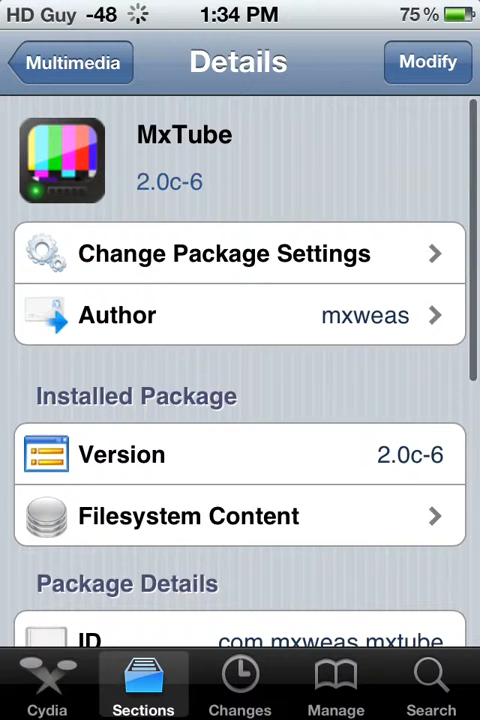 HD Guy -48 1:34 PM 75%
Multimedia Details Modify
MxTube
2.0c-6
Change Package Settings
Author mxweas
Installed Package
Version 2.0c-6
Filesystem Content
Package Details
ID com.mxweas.mxtube
Cydia Sections Changes Manage Search